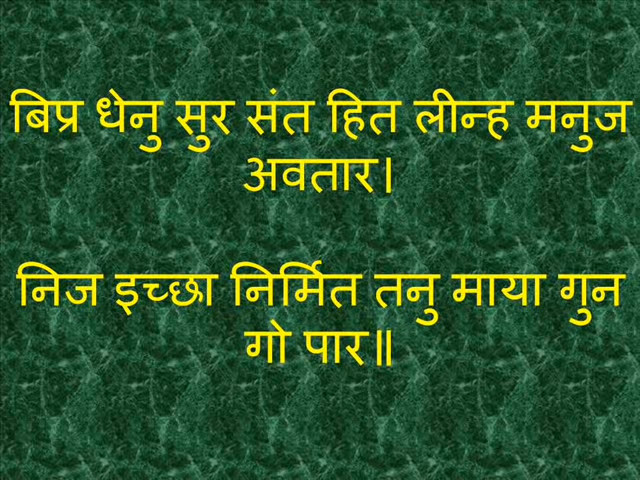 बिप्र धेनु सुर संत हित लीन्ह मनुज
अवतार।
निज इच्छा निर्मित तनु माया गुन
गो पार॥